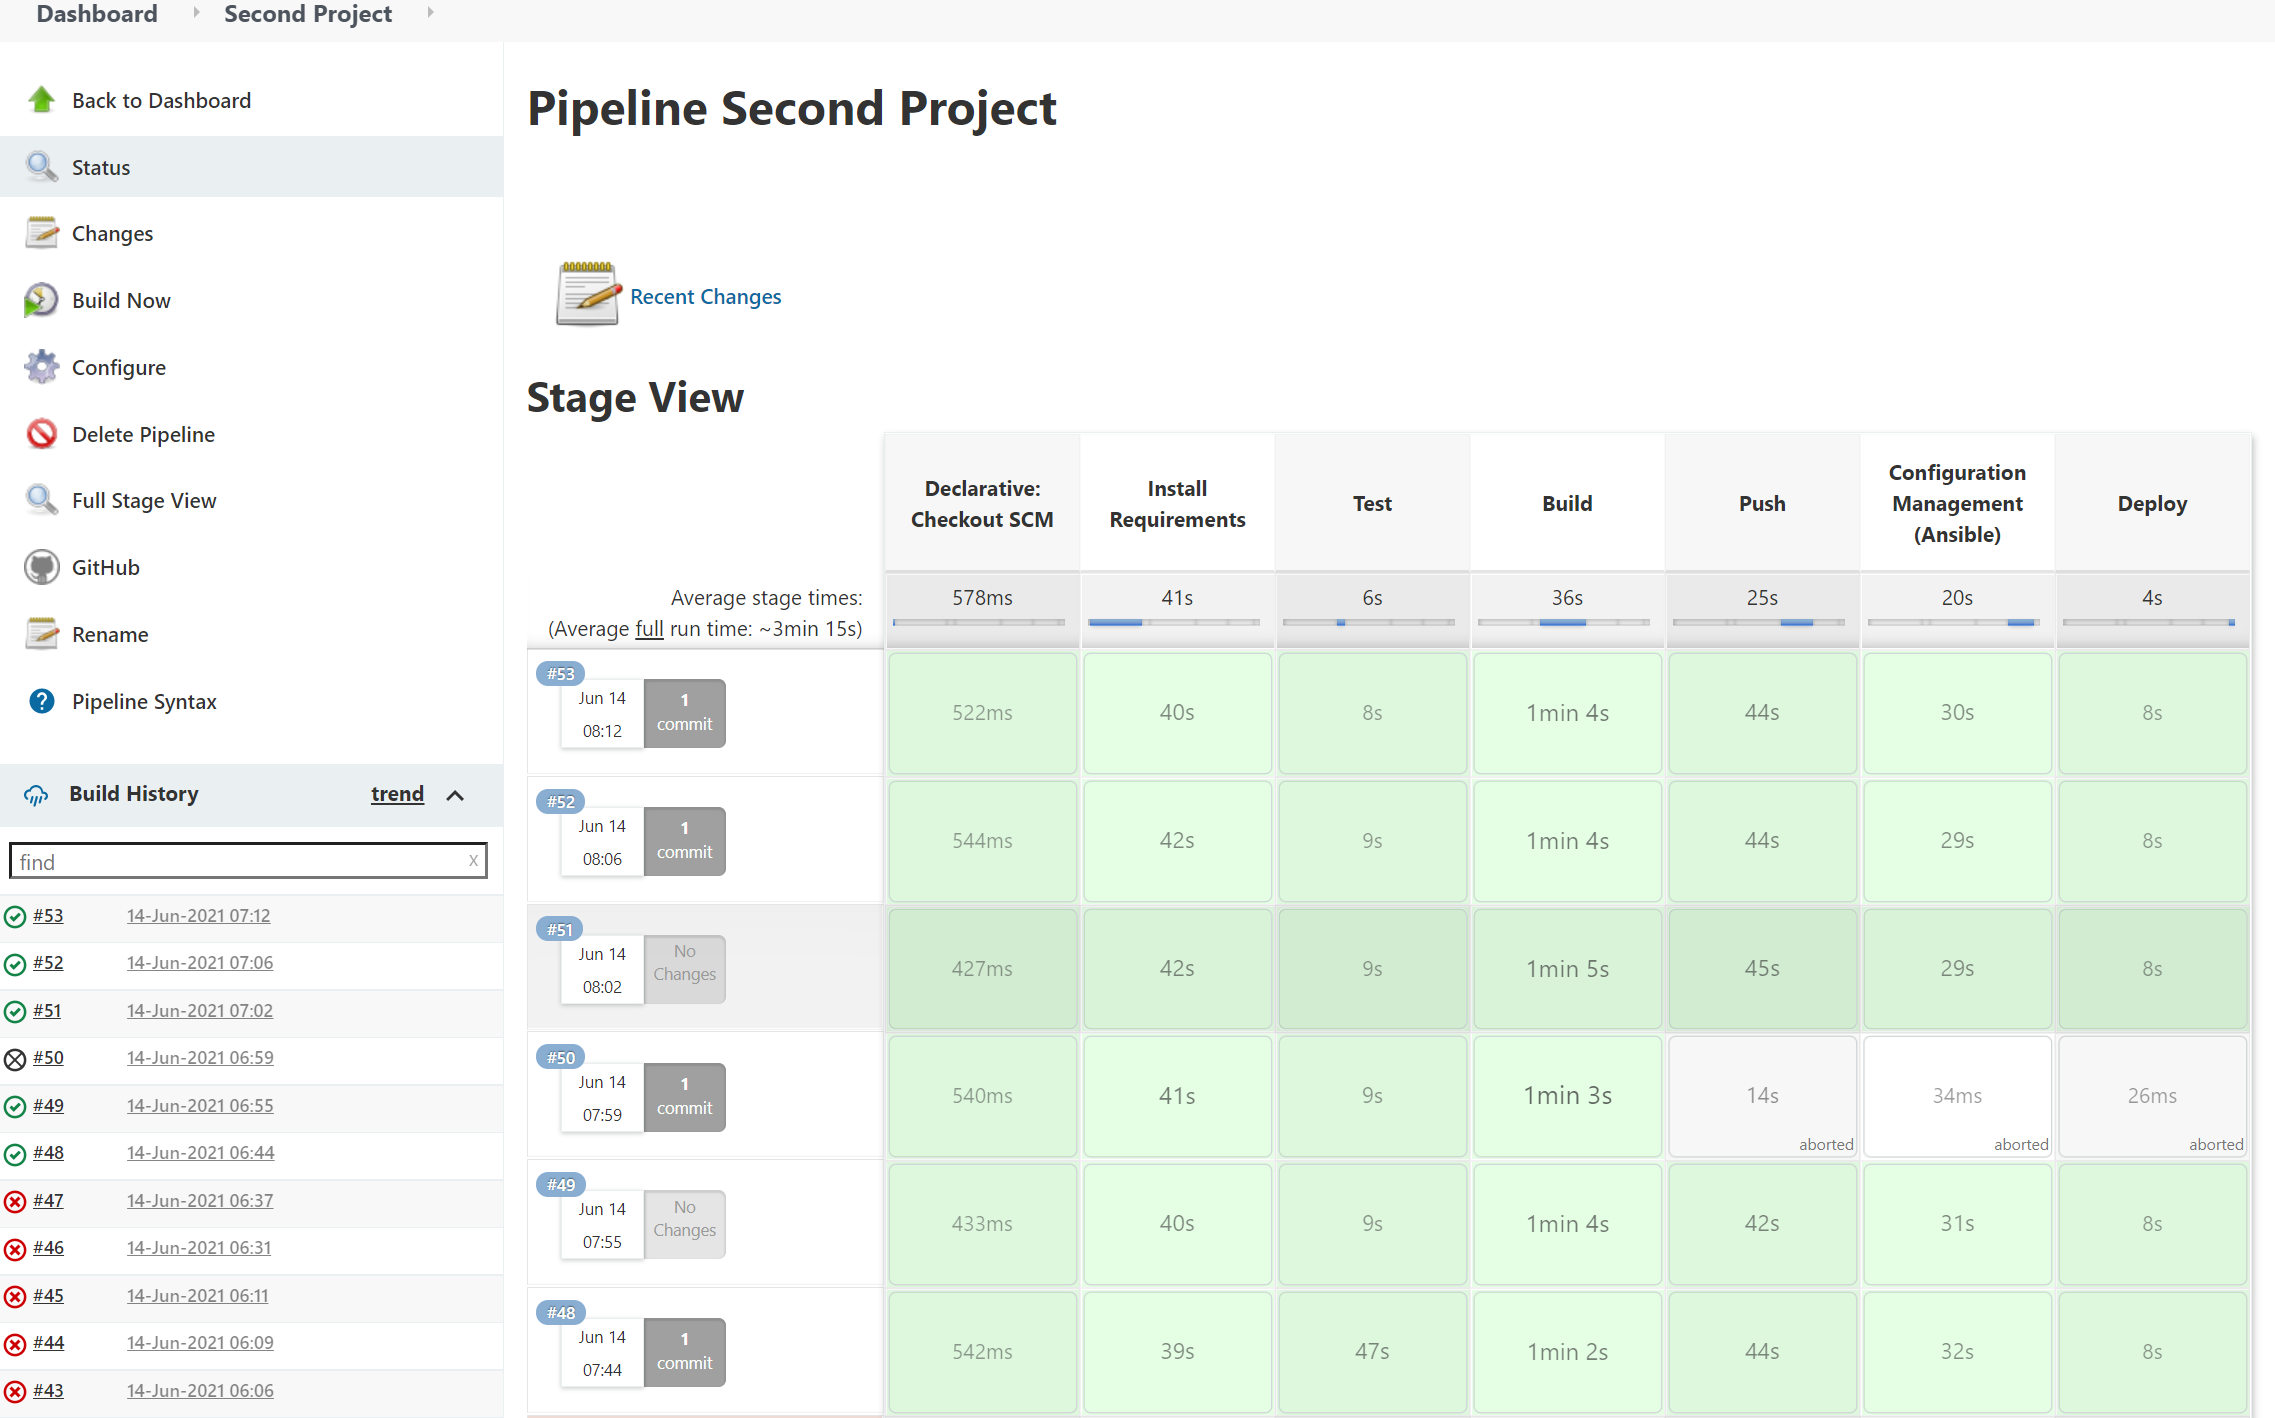 Dashboard Second Project
Back to Dashboard
Status
Changes
Build Now
Configure
Delete Pipeline
Full Stage View
GitHub
Rename
Pipeline Syntax
Build History trend
find X
#53 14-Jun-2021 07:12
#52 14-Jun-2021 07:06
#51 14-Jun-2021 07:02
#50 14-Jun-2021 06:59
#49 14-Jun-2021 06:55
#48 14-Jun-2021 06:44
#47 14-Jun-2021 06:37
#46 14-Jun-2021 06:31
#45 14-Jun-2021 06:11
#44 14-Jun-2021 06:09
#43 14-Jun-2021 06:06
Pipeline Second Project
Recent Changes
Stage View
Declarative:
Checkout SCM
Install
Requirements
Test
Build
Push
Configuration
Management
(Ansible)
Deploy
Average stage times:
(Average full run time: ~3min 15s)
578ms 41s 6s 36s 25s 20s 4s
#53
Jun 14
08:12
1
commit
522ms 40s 8s 1min 4s 44s 30s 8s
#52
Jun 14
08:06
1
commit
544ms 42s 9s 1min 4s 44s 29s 8s
#51
Jun 14
08:02
No
Changes
427ms 42s 9s 1min 5s 45s 29s 8s
#50
Jun 14
07:59
1
commit
540ms 41s 9s 1min 3s 14s 34ms 26ms
aborted aborted aborted
#49
Jun 14
07:55
No
Changes
433ms 40s 9s 1min 4s 42s 31s 8s
#48
Jun 14
07:44
1
commit
542ms 39s 47s 1min 2s 44s 32s 8s